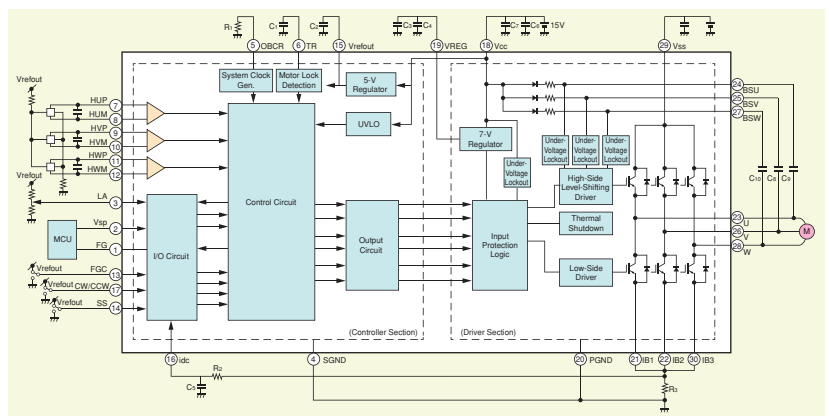 R1
C1
C2
C3
C4
C7
C6
15V
5
OBCR
6
TR
15
Vrefout
19
VREG
18
Vcc
29
Vss
System Clock
Gen.
Motor Lock
Detection
5-V
Regulator
UVLO
7-V
Regulator
Under-
Voltage
Lockout
Under-
Voltage
Lockout
Under-
Voltage
Lockout
Under-
Voltage
Lockout
24
BSU
25
BSV
27
BSW
Vrefout
HUP
7
HUM
8
HVP
9
HVM
10
HWP
11
HWM
12
Vrefout
LA
3
MCU
Vsp
2
FG
1
Vrefout
FGC
13
Vrefout
CW/CCW
17
Vrefout
SS
14
I/O Circuit
Control Circuit
Output
Circuit
Input
Protection
Logic
High-Side
Level-Shifting
Driver
Thermal
Shutdown
Low-Side
Driver
C10
C8
C9
23
U
26
V
28
W
M
(Controller Section)
(Driver Section)
16
idc
4
SGND
20
PGND
21
IB1
22
IB2
30
IB3
R2
C5
R3